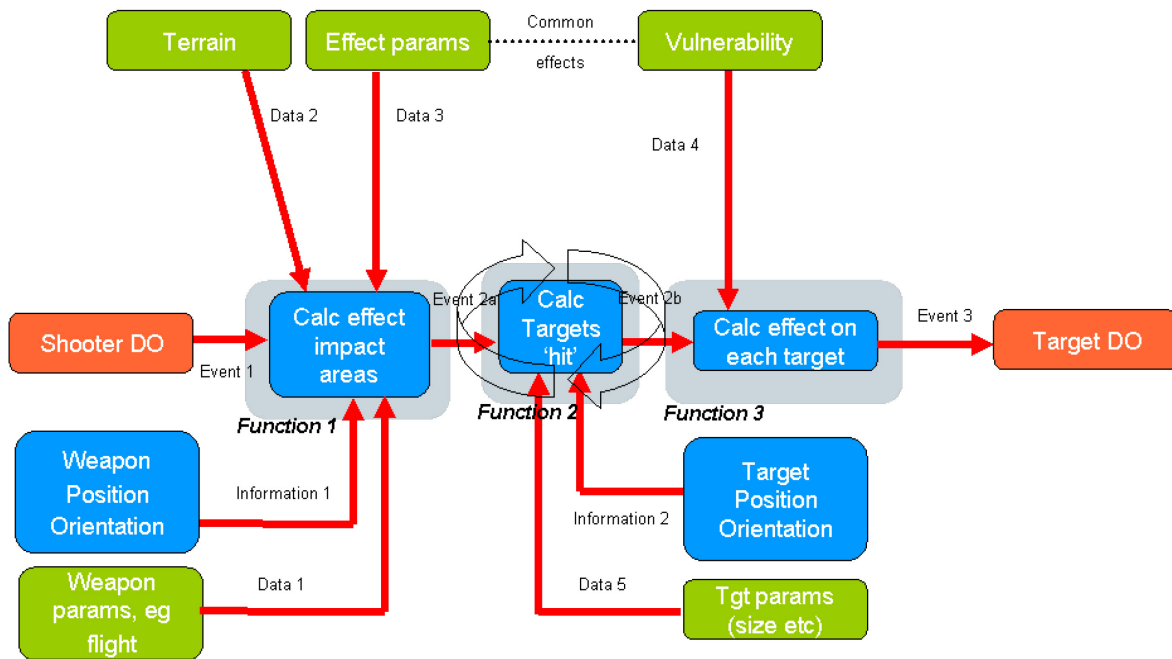 Common
Terrain
Effect params
Vulnerability
effects
Data 2
Data 3
Data 4
Event 2a
Event 2b
Calc effect
impact
areas
Calc
Targets
‘hit’
Calc effect on
each target
Event 3
Shooter DO
Target DO
Event 1
Function 1
Function 2
Function 3
Weapon
Position
Orientation
Information 1
Target
Position
Orientation
Information 2
Weapon
params, eg
flight
Data 1
Data 5
Tgt params
(size etc)